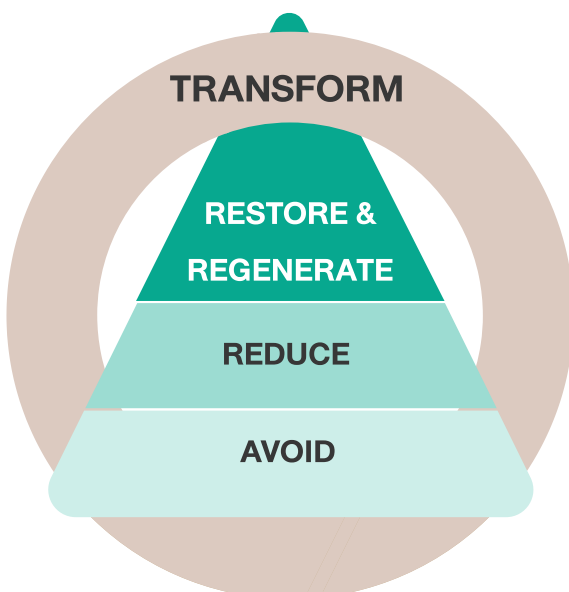 TRANSFORM
RESTORE &
REGENERATE
REDUCE
AVOID